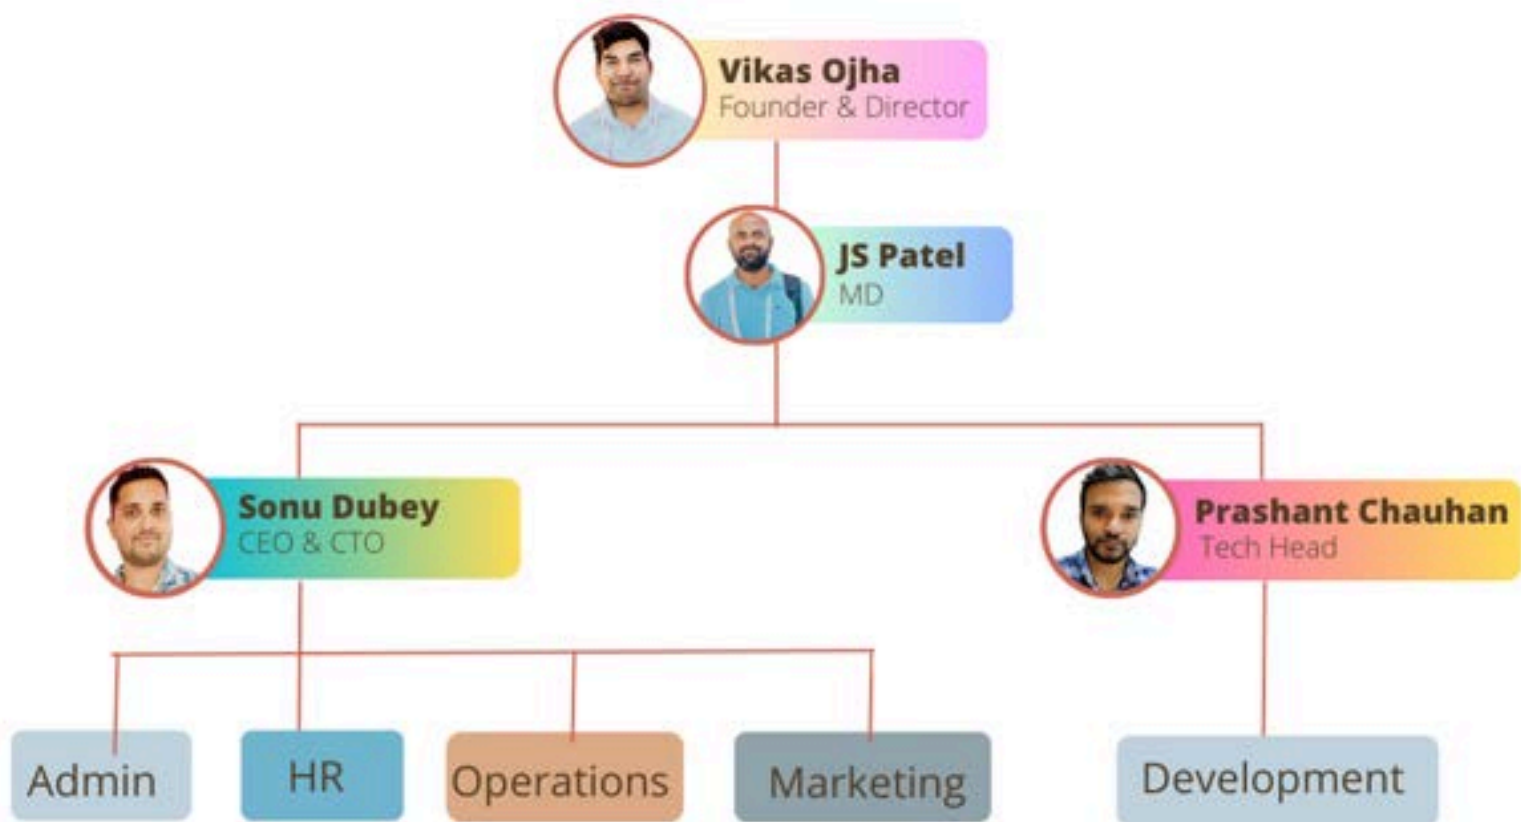 Vikas Ojha
Founder & Director
JS Patel
MD
Sonu Dubey
CEO & CTO
Prashant Chauhan
Tech Head
Admin
HR
Operations
Marketing
Development